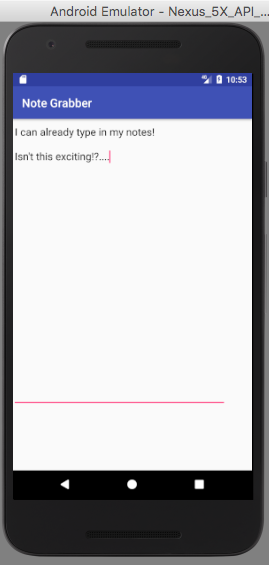 Android Emulator - Nexus_5X_API_...
10:53
Note Grabber
I can already type in my notes!
Isn't this exciting!?....